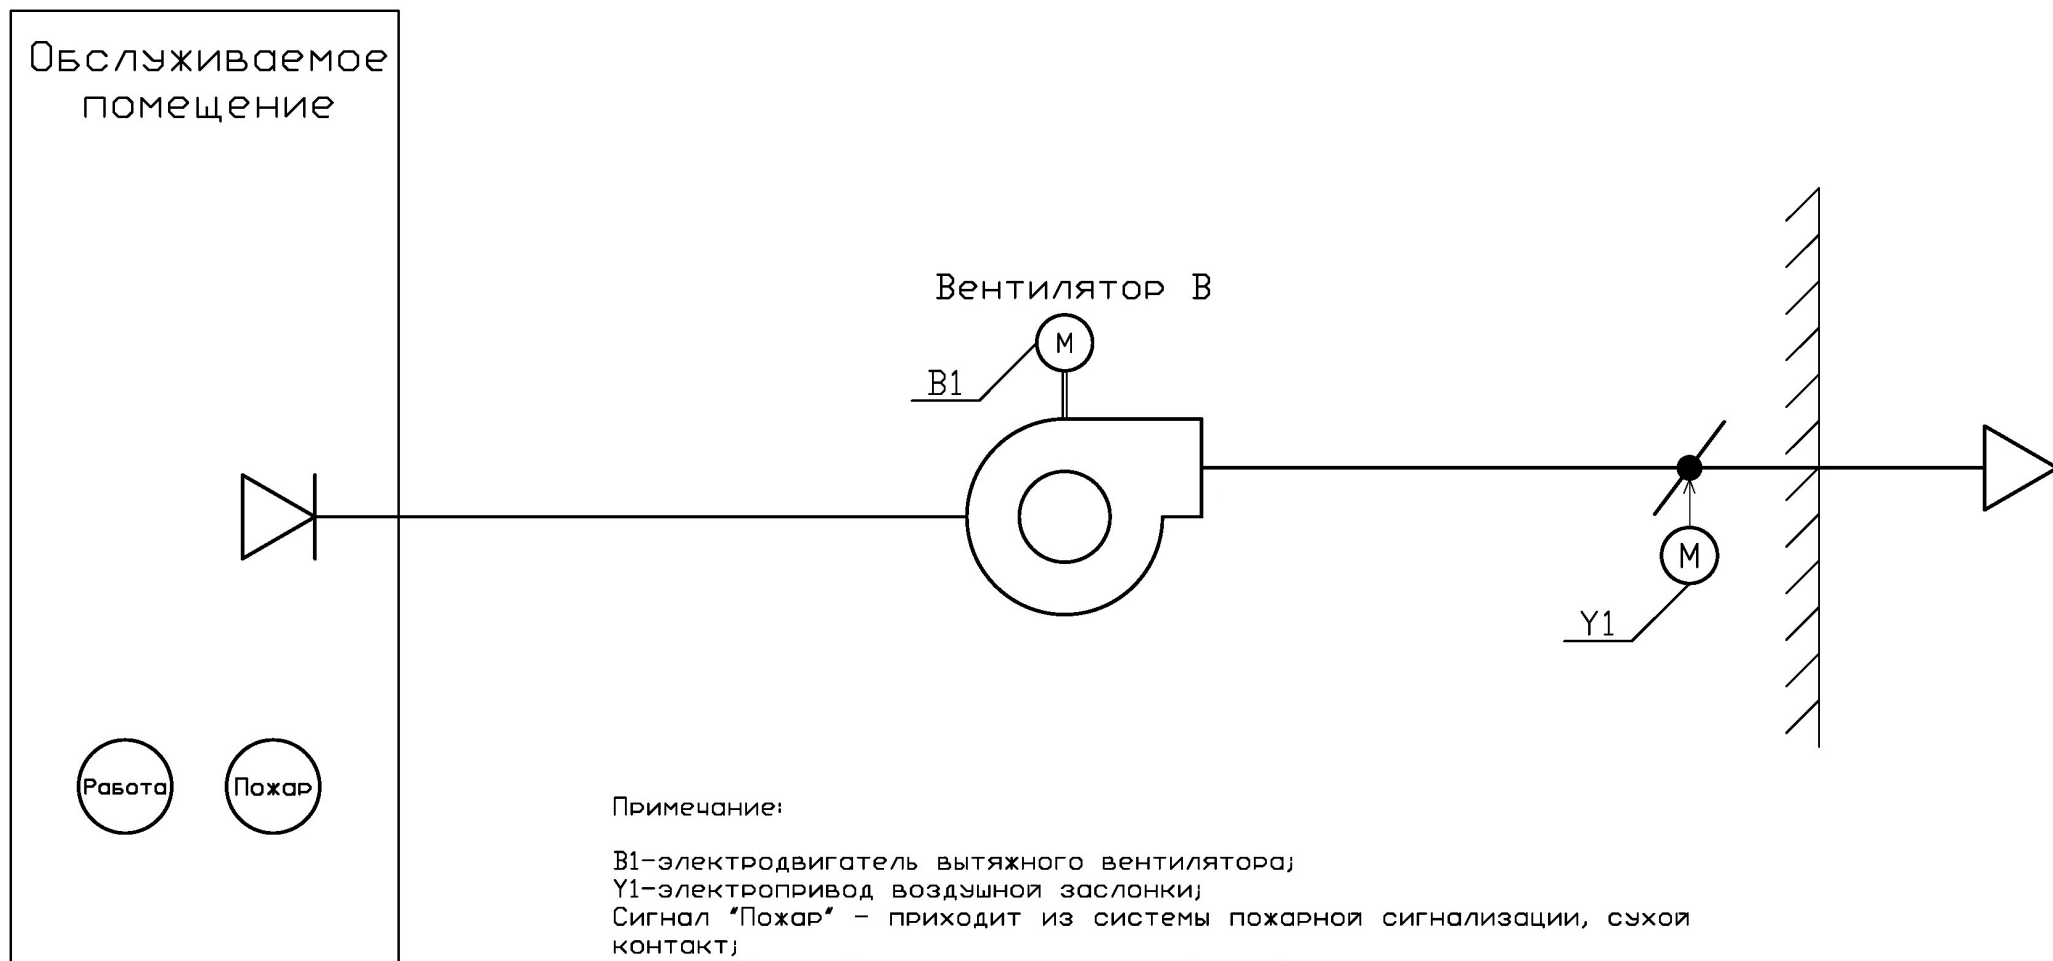 Обслуживаемое
помещение
Вентилятор В
М
В1
М
Y1
Работа
Пожар
Примечание:
В1-электродвигатель вытяжного вентилятора;
Y1-электропривод воздушной заслонки;
Сигнал "Пожар" - приходит из системы пожарной сигнализации, сухой
контакт;